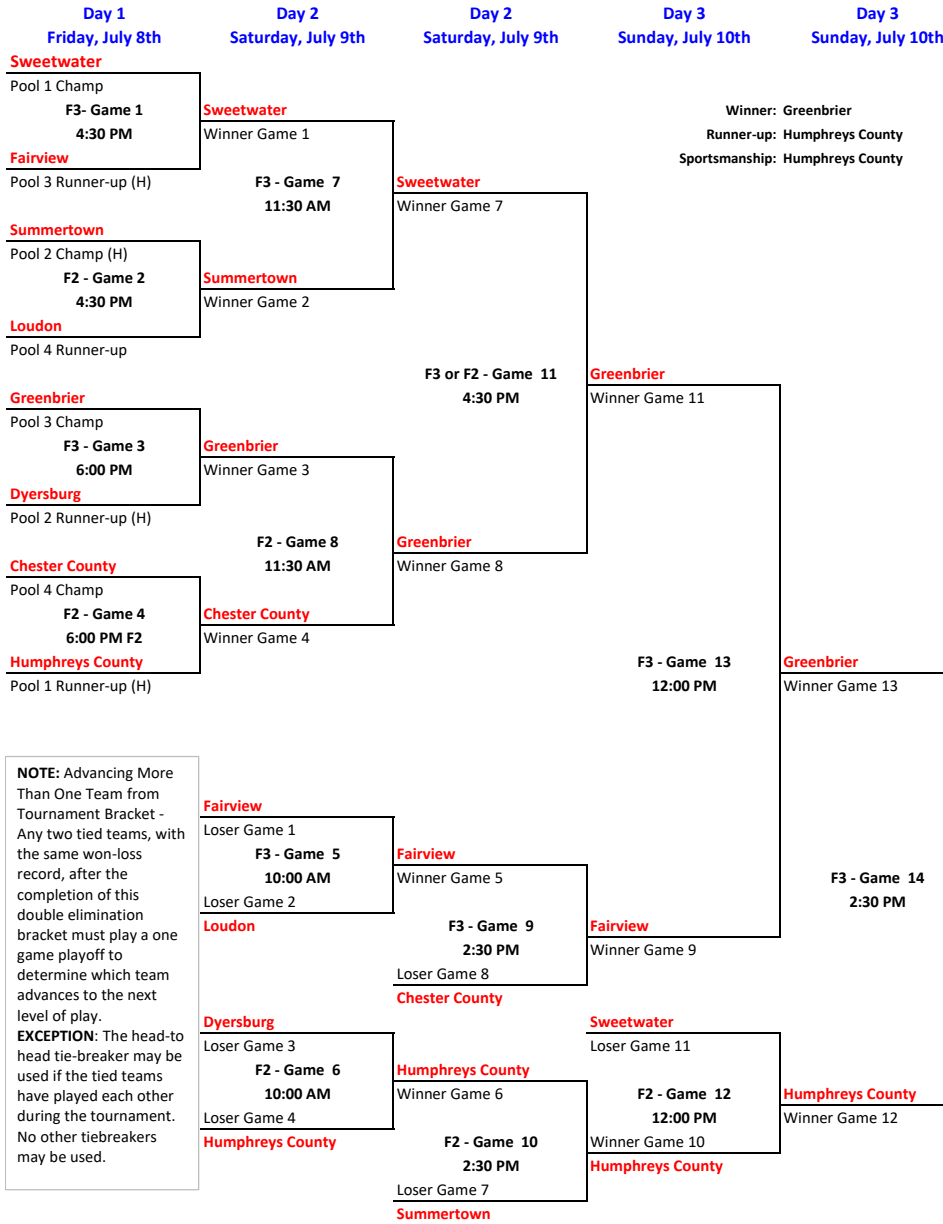 Day 1
Friday, July 8th
Day 2
Saturday, July 9th
Day 2
Saturday, July 9th
Day 3
Sunday, July 10th
Day 3
Sunday, July 10th
Sweetwater
Pool 1 Champ
F3- Game 1
4:30 PM
Fairview
Pool 3 Runner-up (H)
Summertown
Pool 2 Champ (H)
F2 - Game 2
4:30 PM
Loudon
Pool 4 Runner-up
Greenbrier
Pool 3 Champ
F3 - Game 3
6:00 PM
Dyersburg
Pool 2 Runner-up (H)
Chester County
Pool 4 Champ
F2 - Game 4
6:00 PM F2
Humphreys County
Pool 1 Runner-up (H)
Sweetwater
Winner Game 1
F3 - Game 7
11:30 AM
Summertown
Winner Game 2
Greenbrier
Winner Game 3
F2 - Game 8
11:30 AM
Chester County
Winner Game 4
Sweetwater
Winner Game 7
F3 or F2 - Game 11
4:30 PM
Greenbrier
Winner Game 8
Winner: Greenbrier
Runner-up: Humphreys County
Sportsmanship: Humphreys County
Greenbrier
Winner Game 11
F3 - Game 13
12:00 PM
Greenbrier
Winner Game 13
NOTE: Advancing More
Than One Team from
Tournament Bracket -
Any two tied teams, with
the same won-loss
record, after the
completion of this
double elimination
bracket must play a one
game playoff to
determine which team
advances to the next
level of play.
EXCEPTION: The head-to
head tie-breaker may be
used if the tied teams
have played each other
during the tournament.
No other tiebreakers
may be used.
Fairview
Loser Game 1
F3 - Game 5
10:00 AM
Loser Game 2
Loudon
Dyersburg
Loser Game 3
F2 - Game 6
10:00 AM
Loser Game 4
Humphreys County
Fairview
Winner Game 5
F3 - Game 9
2:30 PM
Loser Game 8
Chester County
Humphreys County
Winner Game 6
F2 - Game 10
2:30 PM
Loser Game 7
Summertown
Fairview
Winner Game 9
Sweetwater
Loser Game 11
F2 - Game 12
12:00 PM
Winner Game 10
Humphreys County
F3 - Game 14
2:30 PM
Humphreys County
Winner Game 12